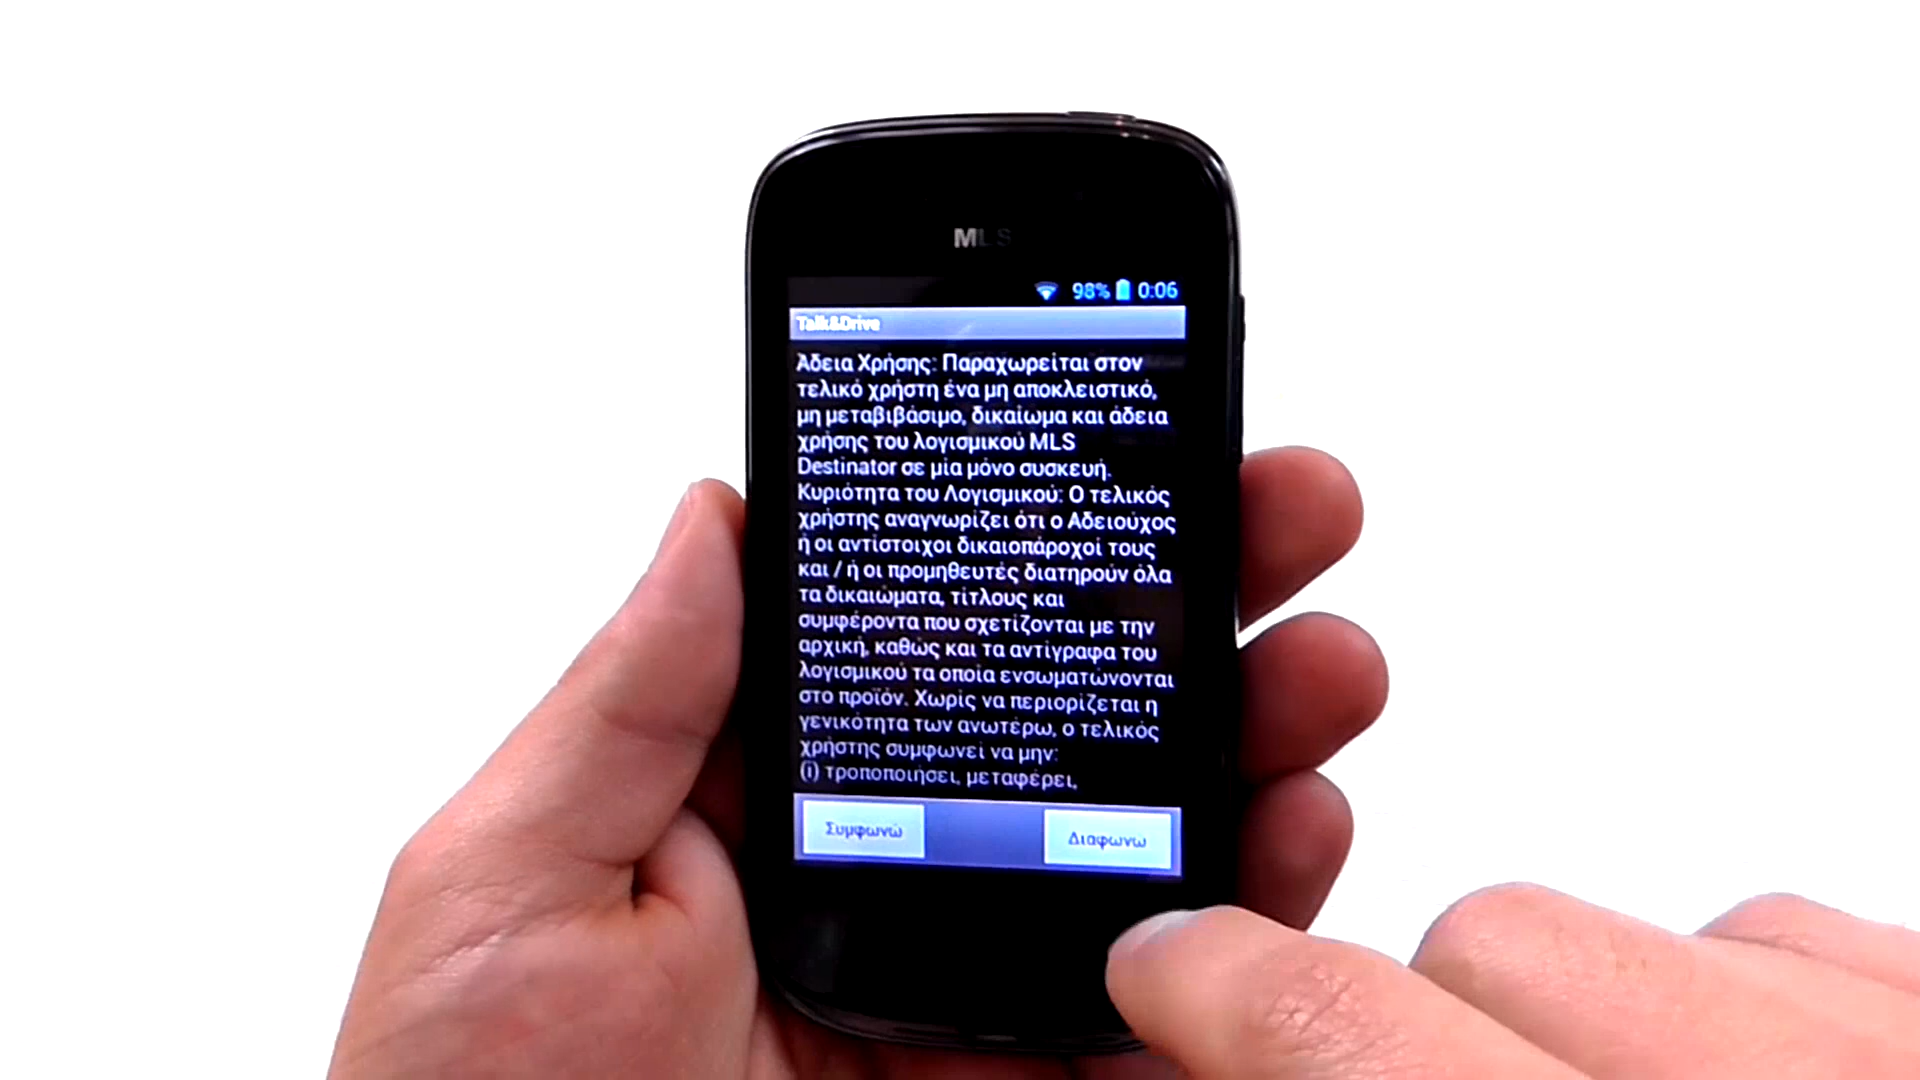 MLS
98% 0:06
Talk&Drive
Άδεια Χρήσης: Παραχωρείται στον
τελικό χρήστη ένα μη αποκλειστικό,
μη μεταβιβάσιμο, δικαίωμα και άδεια
χρήσης του λογισμικού MLS
Destinator σε μία μόνο συσκευή.
Κυριότητα του Λογισμικού: Ο τελικός
χρήστης αναγνωρίζει ότι ο Αδειούχος
ή οι αντίστοιχοι δικαιοπάροχοί τους
και / ή οι προμηθευτές διατηρούν όλα
τα δικαιώματα, τίτλους και
συμφέροντα που σχετίζονται με την
αρχική, καθώς και τα αντίγραφα του
λογισμικού τα οποία ενσωματώνονται
στο προϊόν. Χωρίς να περιορίζεται η
γενικότητα των ανωτέρω, ο τελικός
χρήστης συμφωνεί να μην:
(i) τροποποιήσει, μεταφέρει,
Συμφωνώ
Διαφωνω